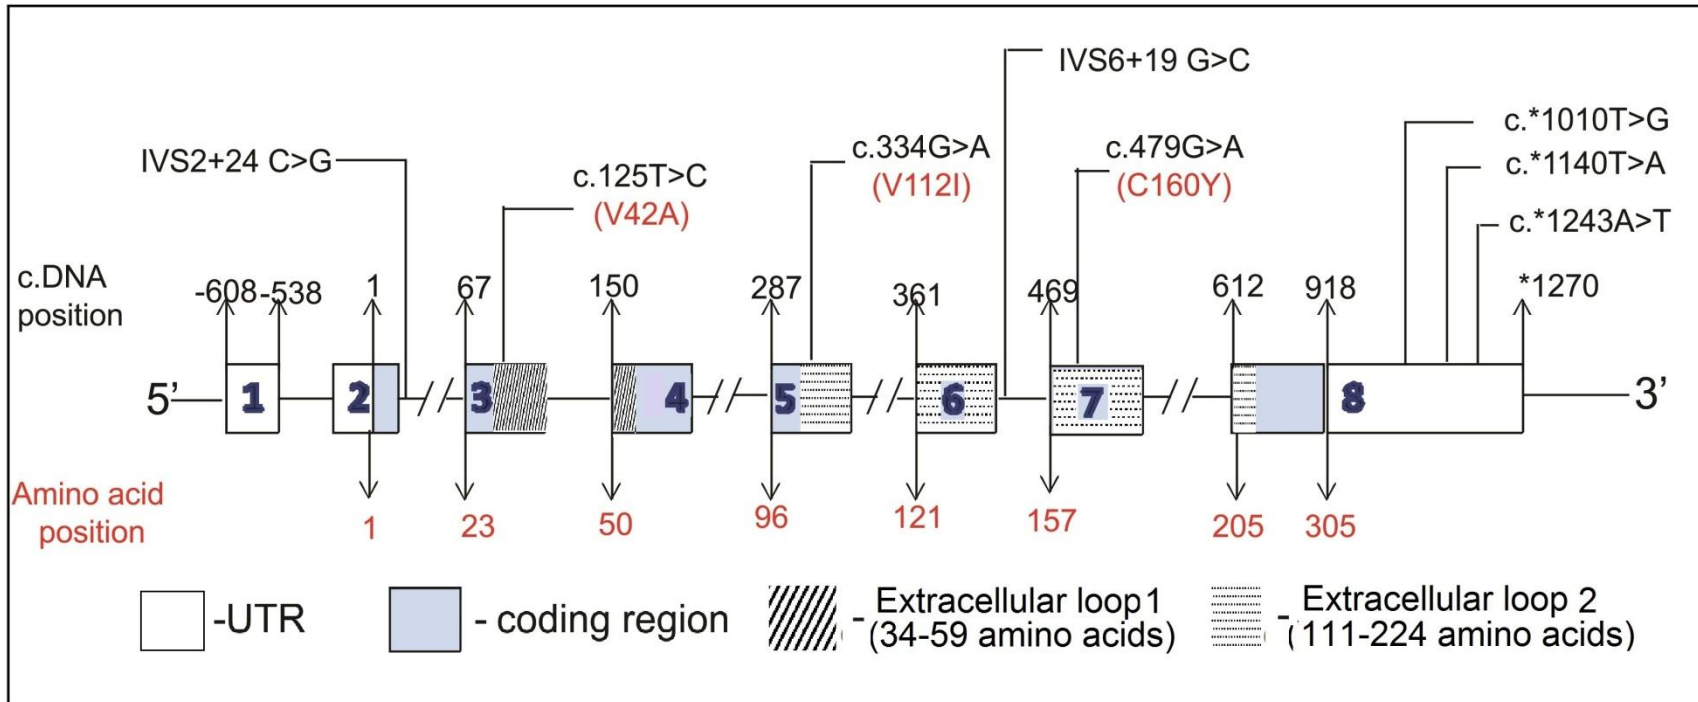 IVS6+19 G>C
c.*1010T>G
IVS2+24 C>G
c.125T>C
(V42A)
c.334G>A
(V112I)
c.479G>A
(C160Y)
c.*1140T>A
c.*1243A>T
c.DNA
position
-608 -538 1 67 150 287 361 469 612 918 *1270
5’ 1 2 3 4 5 6 7 8 3’
Amino acid
position
1 23 50 96 121 157 205 305
-UTR
- coding region
- Extracellular loop 1
(34-59 amino acids)
- Extracellular loop 2
(111-224 amino acids)